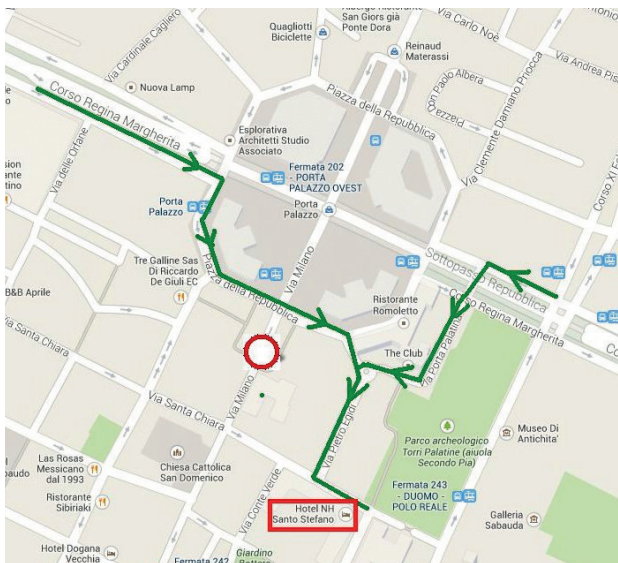 Via Cardinale Cagliero
Quagliotti
Biciclette
San Giors già
Ponte Dora
Via Carlo Noè
Reinaud
Materassi
Via Andrea Pis
Nuova Lamp
Piazza della Repubblica
Via Clemente Damiano Priocca
Corso Regina Margherita
Esplorativa
Architetti Studio
Associato
Via delle Orfane
Fermata 202
- PORTA
PALAZZO OVEST
Corso XI F
Porta
Palazzo
Porta
Palazzo
Via Milano
Sottopasso Repubblica
Tre Galline Sas
Di Riccardo
De Giuli EC
Piazza della Repubblica
B&B Aprile
Corso Regina Margherita
Ristorante
Romoletto
Via Santa Chiara
The Club
Via Porta Palatina
Via Milano
Via Santa Chiara
Via Pietro Egidi
Parco archeologico
Torri Palatine (aiuola
Secondo Pia)
Museo Di
Antichita'
Las Rosas
Messicano
dal 1993
Chiesa Cattolica
San Domenico
Via Conte Verde
Fermata 243
- DUOMO -
POLO REALE
Ristorante
Sibiriaki
Hotel NH
Santo Stefano
Galleria
Sabauda
Hotel Dogana
Vecchia
Fermata 242
Giardino